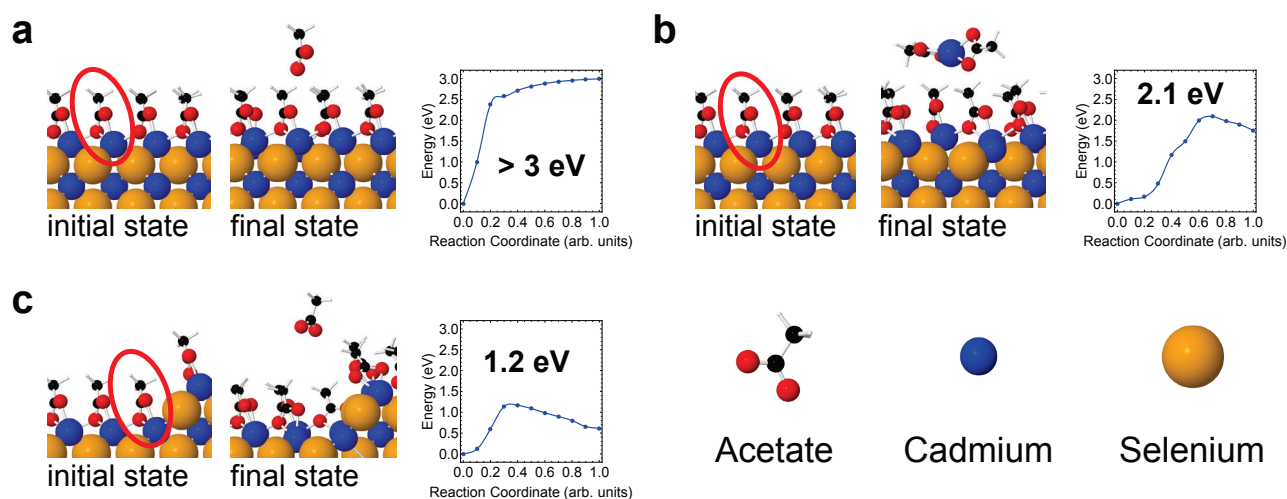 a
initial state
final state
Energy (eV)
3.0
2.5
2.0
1.5
1.0
0.5
0.0
> 3 eV
0.0 0.2 0.4 0.6 0.8 1.0
Reaction Coordinate (arb. units)
b
initial state
final state
Energy (eV)
3.0
2.5
2.0
1.5
1.0
0.5
0.0
2.1 eV
0.0 0.2 0.4 0.6 0.8 1.0
Reaction Coordinate (arb. units)
c
initial state
final state
Energy (eV)
3.0
2.5
2.0
1.5
1.0
0.5
0.0
1.2 eV
0.0 0.2 0.4 0.6 0.8 1.0
Reaction Coordinate (arb. units)
Acetate
Cadmium
Selenium